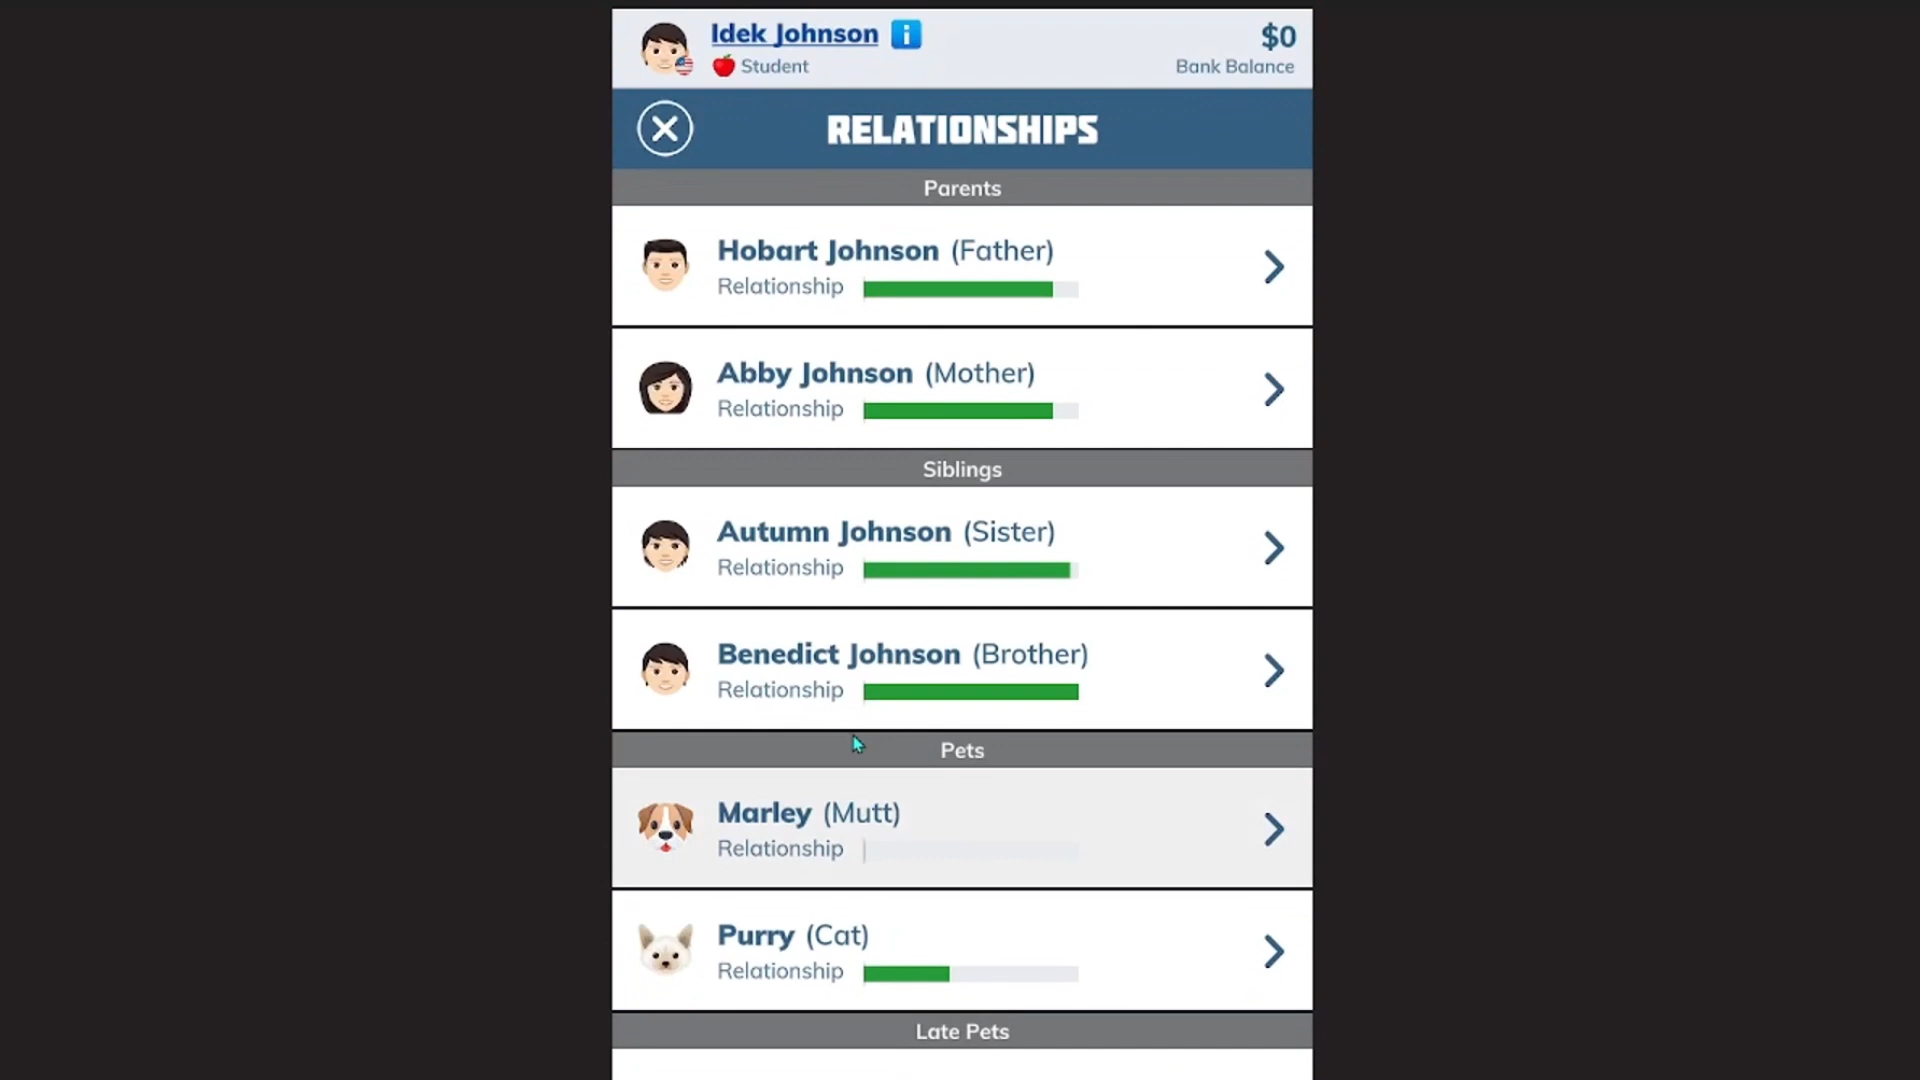 Idek Johnson
Student
$0
Bank Balance
RELATIONSHIPS
Parents
Hobart Johnson (Father)
Relationship
Abby Johnson (Mother)
Relationship
Siblings
Autumn Johnson (Sister)
Relationship
Benedict Johnson (Brother)
Relationship
Pets
Marley (Mutt)
Relationship
Purry (Cat)
Relationship
Late Pets